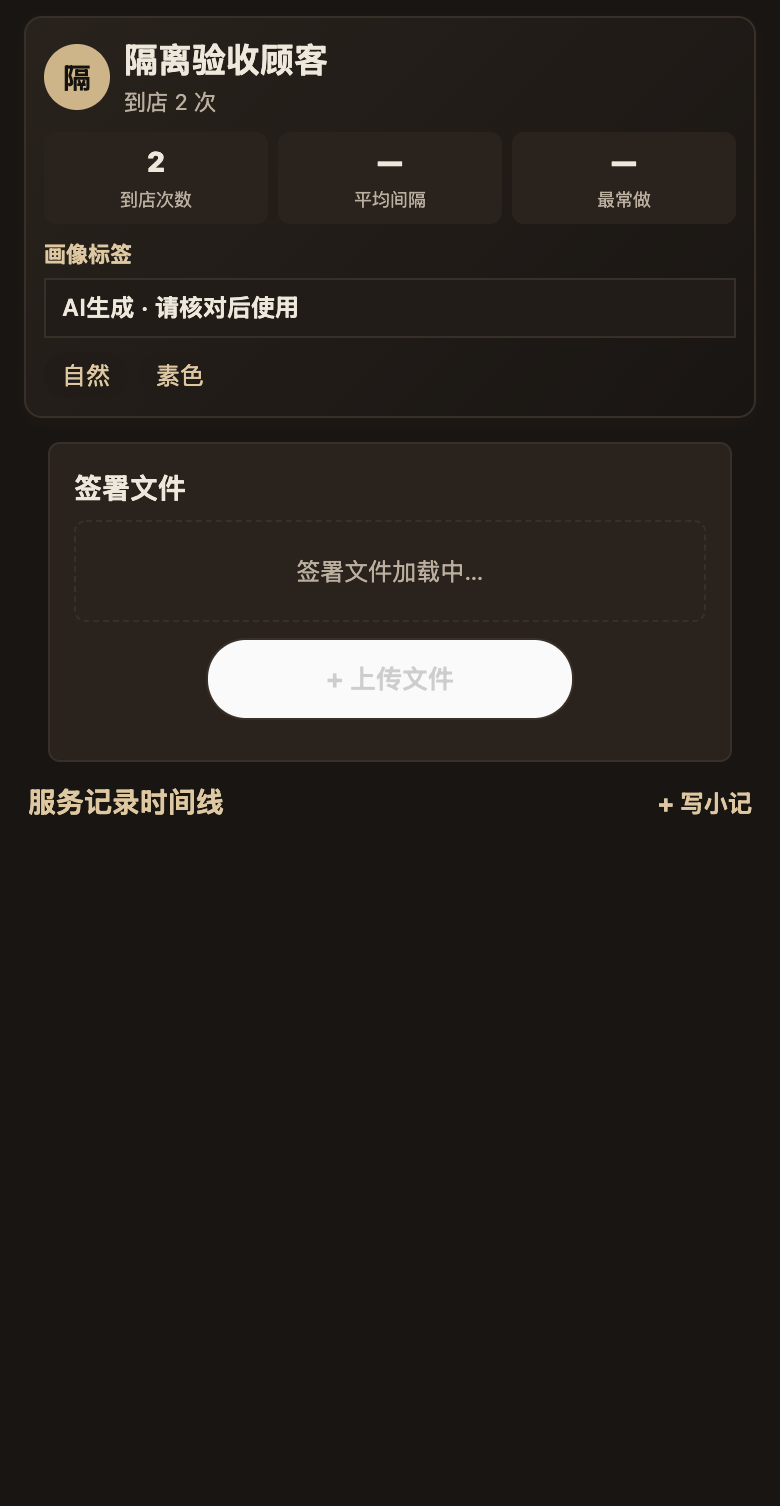 隔
隔离验收顾客
到店 2 次
2
到店次数
—
平均间隔
—
最常做
画像标签
AI生成 · 请核对后使用
自然 素色
签署文件
签署文件加载中...
+ 上传文件
服务记录时间线 + 写小记